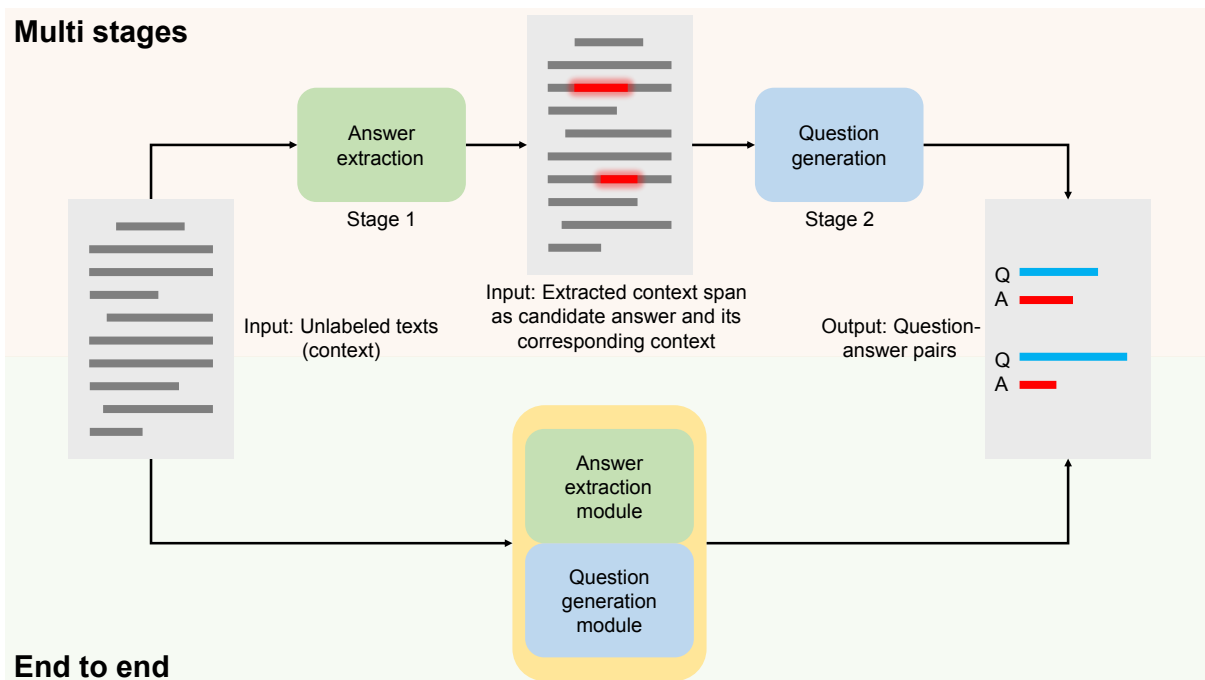 Multi stages
Answer
extraction
Stage 1
Question
generation
Stage 2
Input: Unlabeled texts
(context)
Input: Extracted context span
as candidate answer and its
corresponding context
Output: Question-
answer pairs
Q
A
Q
A
Answer
extraction
module
Question
generation
module
End to end